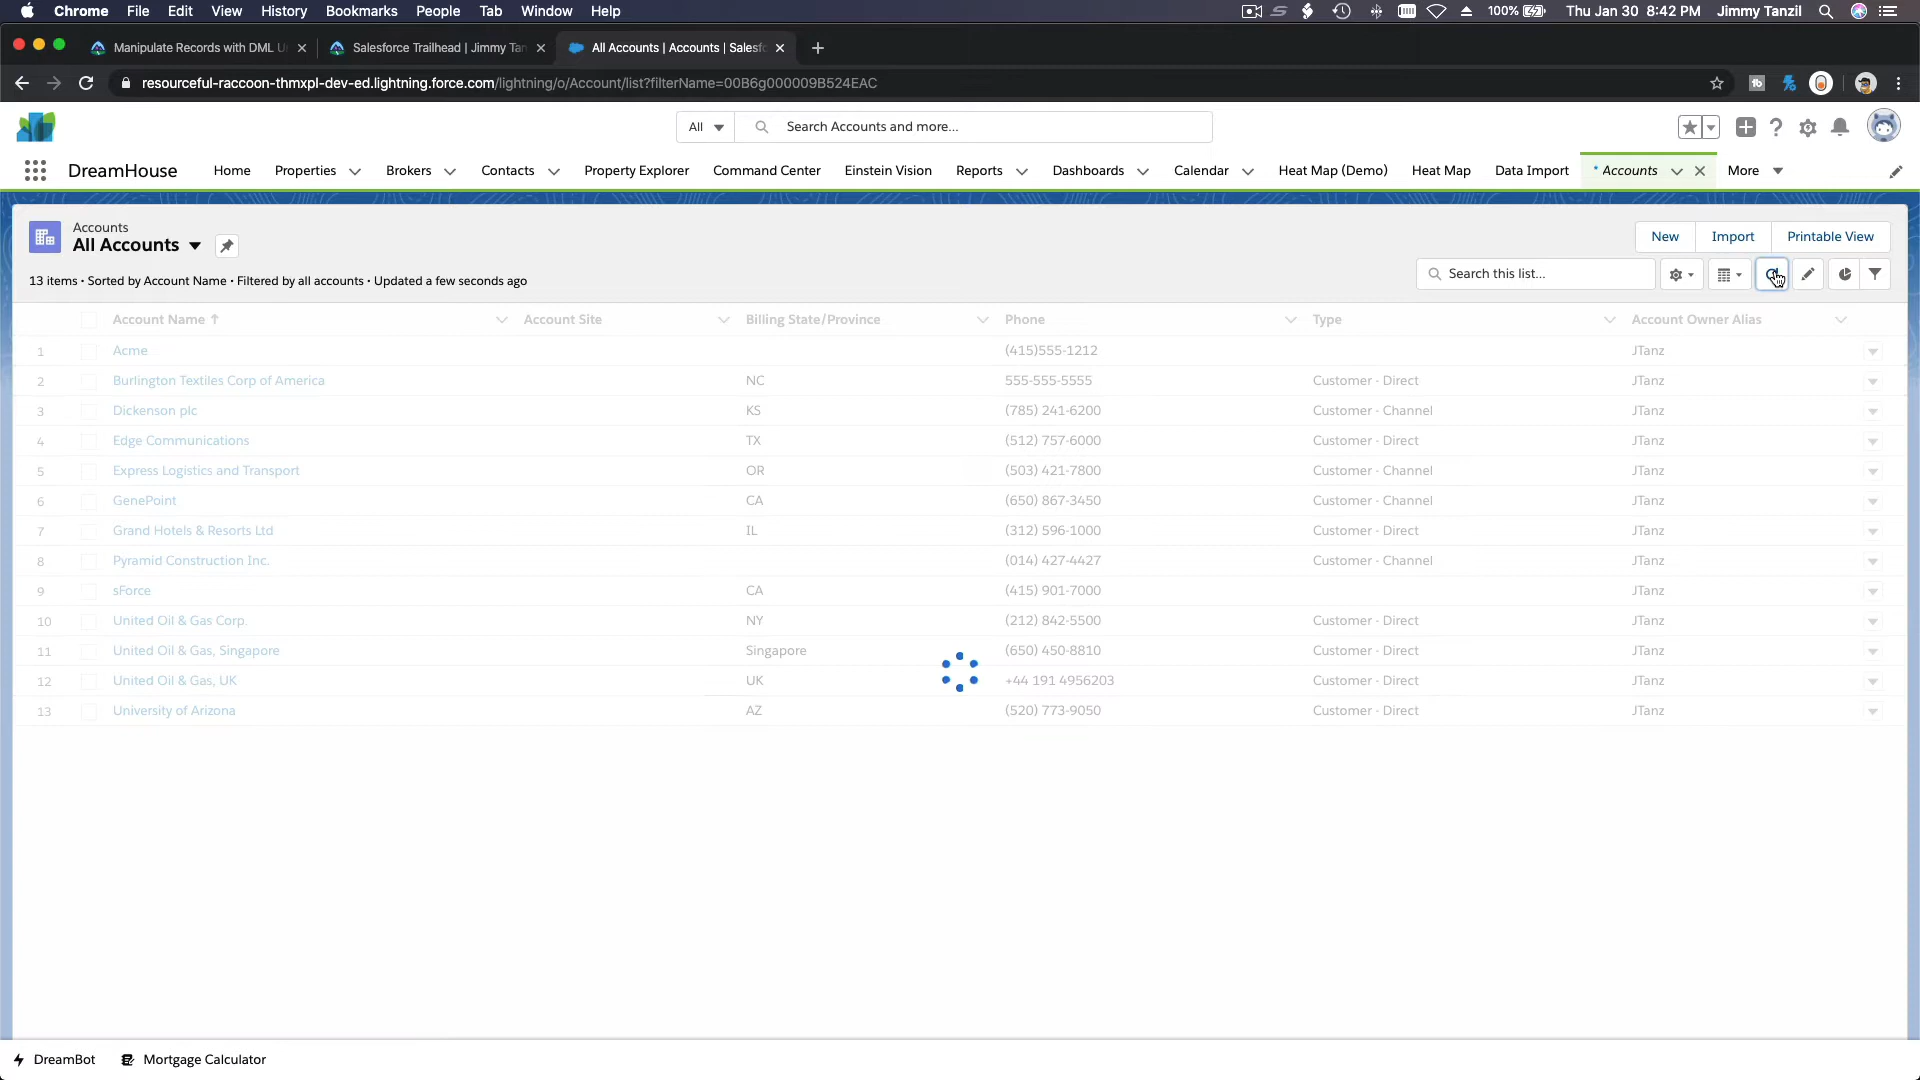 Chrome File Edit View History Bookmarks People Tab Window Help 100% Thu Jan 30 8:42 PM Jimmy Tanzil
Manipulate Records with DML U Salesforce Trailhead | Jimmy Tan All Accounts | Accounts | Salesfo
resourceful-raccoon-thmxpl-dev-ed.lightning.force.com/lightning/o/Account/list?filterName=00B6g000009B524EAC
All Search Accounts and more...
DreamHouse Home Properties Brokers Contacts Property Explorer Command Center Einstein Vision Reports Dashboards Calendar Heat Map (Demo) Heat Map Data Import * Accounts More
Accounts
All Accounts
New Import Printable View
13 items • Sorted by Account Name • Filtered by all accounts • Updated a few seconds ago
Search this list...
Account Name ↑ Account Site Billing State/Province Phone Type Account Owner Alias
1 Acme (415)555-1212 JTanz
2 Burlington Textiles Corp of America NC 555-555-5555 Customer - Direct JTanz
3 Dickenson plc KS (785) 241-6200 Customer - Channel JTanz
4 Edge Communications TX (512) 757-6000 Customer - Direct JTanz
5 Express Logistics and Transport OR (503) 421-7800 Customer - Channel JTanz
6 GenePoint CA (650) 867-3450 Customer - Channel JTanz
7 Grand Hotels & Resorts Ltd IL (312) 596-1000 Customer - Direct JTanz
8 Pyramid Construction Inc. (014) 427-4427 Customer - Channel JTanz
9 sForce CA (415) 901-7000 JTanz
10 United Oil & Gas Corp. NY (212) 842-5500 Customer - Direct JTanz
11 United Oil & Gas, Singapore Singapore (650) 450-8810 Customer - Direct JTanz
12 United Oil & Gas, UK UK +44 191 4956203 Customer - Direct JTanz
13 University of Arizona AZ (520) 773-9050 Customer - Direct JTanz
DreamBot Mortgage Calculator